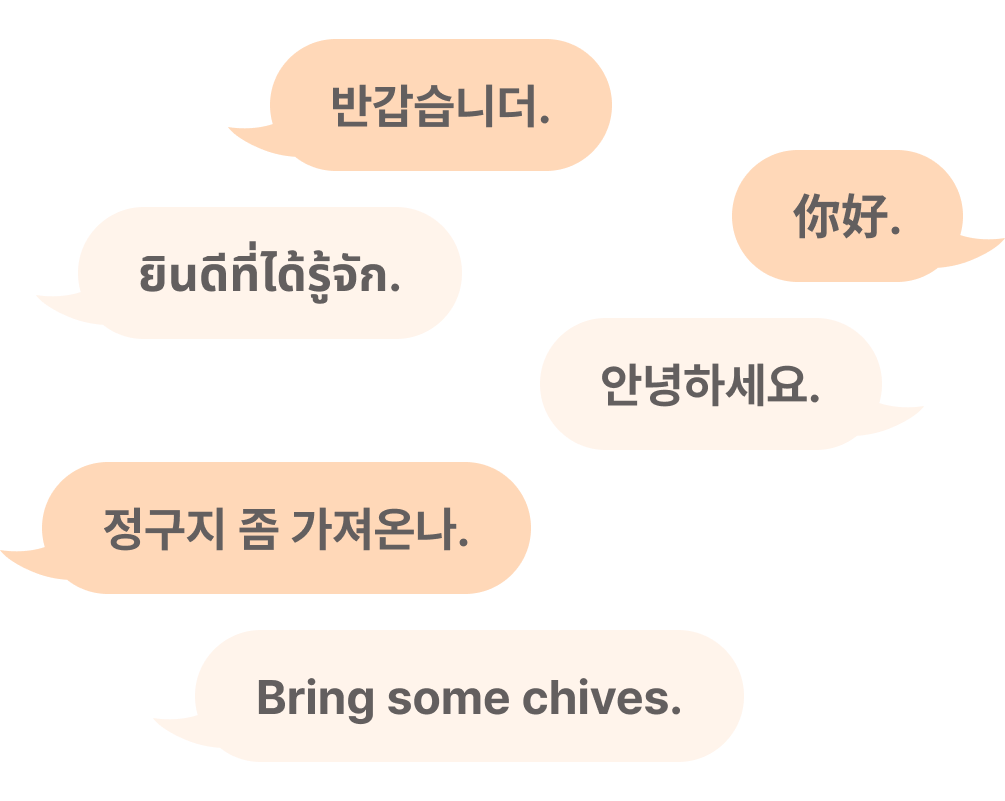 반갑습니더.
你好.
ยินดีที่ได้รู้จัก.
안녕하세요.
정구지 좀 가져온나.
Bring some chives.